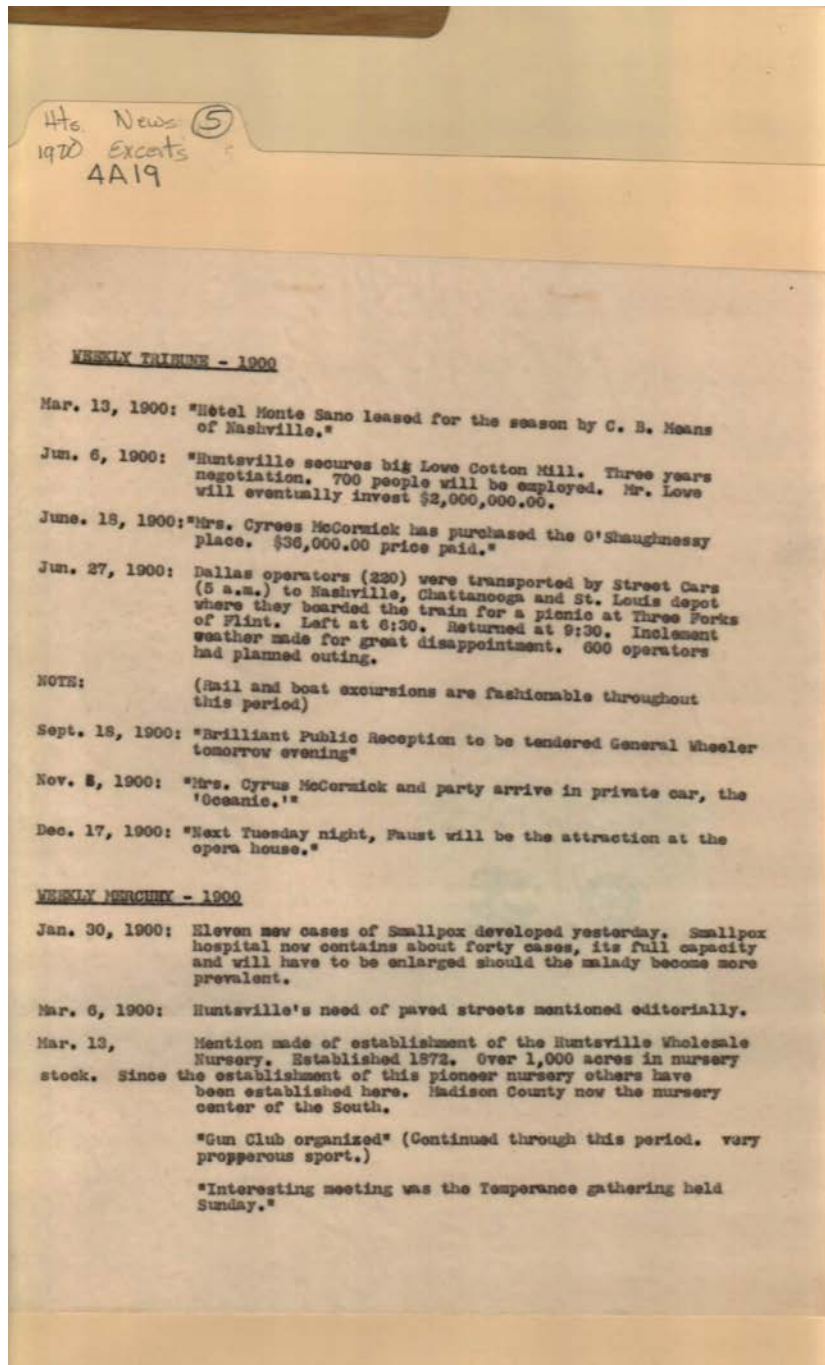 Hts. News 5
1900 Excerts
4A19
WEEKLY TRIBUNE - 1900
Mar. 13, 1900: "Hotel Monte Sano leased for the season by C. B. Means
of Nashville."
Jun. 6, 1900: "Huntsville secures big Lowe Cotton Mill. Three years
negotiation. 700 people will be employed. Mr. Lowe
will eventually invest $2,000,000.00.
June. 18, 1900:"Mrs. Cyrees McCormick has purchased the O'Shaughnessy
place. $36,000.00 price paid."
Jun. 27, 1900: Dallas operators (220) were transported by Street Cars
(5 a.m.) to Nashville, Chattanooga and St. Louis depot
where they boarded the train for a picnic at Three Forks
of Flint. Left at 6:30. Returned at 9:30. Inclement
weather made for great disappointment. 600 operators
had planned outing.
NOTE: (Rail and boat excursions are fashionable throughout
this period)
Sept. 18, 1900: "Brilliant Public Reception to be tendered General Wheeler
tomorrow evening"
Nov. , 1900: "Mrs. Cyrus McCormick and party arrive in private car, the
'Oceanic.'"
Dec. 17, 1900: "Next Tuesday night, Faust will be the attraction at the
opera house."
WEEKLY MERCURY - 1900
Jan. 30, 1900: Eleven new cases of Smallpox developed yesterday. Smallpox
hospital now contains about forty cases, its full capacity
and will have to be enlarged should the malady become more
prevalent.
Mar. 6, 1900: Huntsville's need of paved streets mentioned editorially.
Mar. 13, Mention made of establishment of the Huntsville Wholesale
Nursery. Established 1872. Over 1,000 acres in nursery
stock. Since the establishment of this pioneer nursery others have
been established here. Madison County now the nursery
center of the South.
"Gun Club organized" (Continued through this period. very
propperous sport.)
"Interesting meeting was the Temperance gathering held
Sunday."